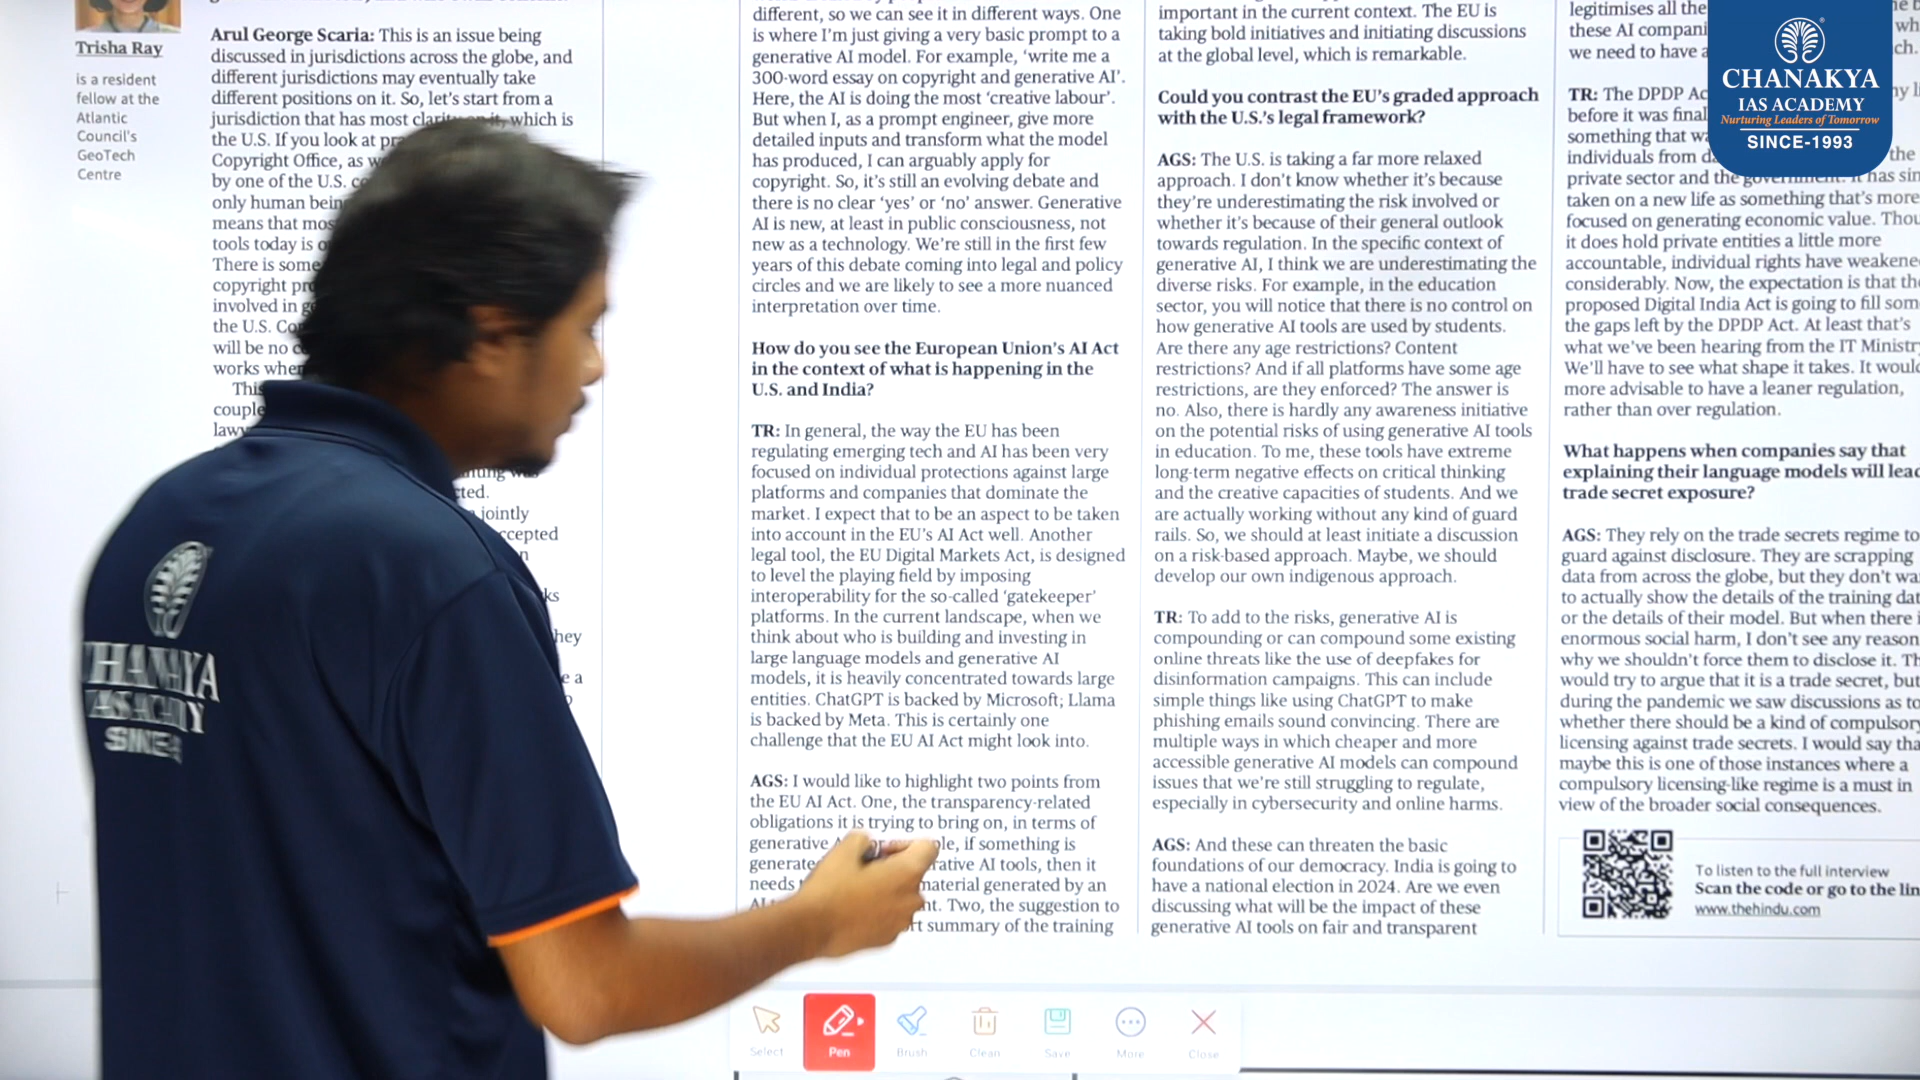 Trisha Ray
is a resident
fellow at the
Atlantic
Council's
GeoTech
Centre
Arul George Scaria: This is an issue being
discussed in jurisdictions across the globe, and
different jurisdictions may eventually take
different positions on it. So, let's start from a
jurisdiction that has most clarity on it, which is
the U.S. If you look at
Copyright Office, as
by one of the U.S.
only human
means that
tools today is
There is some
copyright
involved in
the U.S.
will be no
works when
This
couple
jointly
different, so we can see it in different ways. One
is where I'm just giving a very basic prompt to a
generative AI model. For example, 'write me a
300-word essay on copyright and generative AI'.
Here, the AI is doing the most 'creative labour'.
But when I, as a prompt engineer, give more
detailed inputs and transform what the model
has produced, I can arguably apply for
copyright. So, it's still an evolving debate and
there is no clear 'yes' or 'no' answer. Generative
AI is new, at least in public consciousness, not
new as a technology. We're still in the first few
years of this debate coming into legal and policy
circles and we are likely to see a more nuanced
interpretation over time.
How do you see the European Union's AI Act
in the context of what is happening in the
U.S. and India?
TR: In general, the way the EU has been
regulating emerging tech and AI has been very
focused on individual protections against large
platforms and companies that dominate the
market. I expect that to be an aspect to be taken
into account in the EU's AI Act well. Another
legal tool, the EU Digital Markets Act, is designed
to level the playing field by imposing
interoperability for the so-called 'gatekeeper'
platforms. In the current landscape, when we
think about who is building and investing in
large language models and generative AI
models, it is heavily concentrated towards large
entities. ChatGPT is backed by Microsoft; Llama
is backed by Meta. This is certainly one
challenge that the EU AI Act might look into.
AGS: I would like to highlight two points from
the EU AI Act. One, the transparency-related
obligations it is trying to bring on, in terms of
generative if something is
AI tools, then it
needs material generated by an
Two, the suggestion to
summary of the training
important in the current context. The EU is
taking bold initiatives and initiating discussions
at the global level, which is remarkable.
Could you contrast the EU's graded approach
with the U.S.'s legal framework?
AGS: The U.S. is taking a far more relaxed
approach. I don't know whether it's because
they're underestimating the risk involved or
whether it's because of their general outlook
towards regulation. In the specific context of
generative AI, I think we are underestimating the
diverse risks. For example, in the education
sector, you will notice that there is no control on
how generative AI tools are used by students.
Are there any age restrictions? Content
restrictions? And if all platforms have some age
restrictions, are they enforced? The answer is
no. Also, there is hardly any awareness initiative
on the potential risks of using generative AI tools
in education. To me, these tools have extreme
long-term negative effects on critical thinking
and the creative capacities of students. And we
are actually working without any kind of guard
rails. So, we should at least initiate a discussion
on a risk-based approach. Maybe, we should
develop our own indigenous approach.
TR: To add to the risks, generative AI is
compounding or can compound some existing
online threats like the use of deepfakes for
disinformation campaigns. This can include
simple things like using ChatGPT to make
phishing emails sound convincing. There are
multiple ways in which cheaper and more
accessible generative AI models can compound
issues that we're still struggling to regulate,
especially in cybersecurity and online harms.
AGS: And these can threaten the basic
foundations of our democracy. India is going to
have a national election in 2024. Are we even
discussing what will be the impact of these
generative AI tools on fair and transparent
legitimises all the
these AI
we need to have a
TR: The DPDP
before it was
something that
individuals from the
private sector and the government. It has
taken on a new life as something that's more
focused on generating economic value.
it does hold private entities a little more
accountable, individual rights have
considerably. Now, the expectation is that
proposed Digital India Act is going to fill
the gaps left by the DPDP Act. At least that's
what we've been hearing from the IT
We'll have to see what shape it takes. It
more advisable to have a leaner regulation,
rather than over regulation.
What happens when companies say that
explaining their language models will
trade secret exposure?
AGS: They rely on the trade secrets regime to
guard against disclosure. They are scrapping
data from across the globe, but they don't
to actually show the details of the training
or the details of their model. But when there
enormous social harm, I don't see any reason
why we shouldn't force them to disclose it.
would try to argue that it is a trade secret, but
during the pandemic we saw discussions as to
whether there should be a kind of compulsory
licensing against trade secrets. I would say
maybe this is one of those instances where a
compulsory licensing-like regime is a must in
view of the broader social consequences.
To listen to the full interview
Scan the code or go to the
www.thehindu.com
CHANAKYA
IAS ACADEMY
Nurturing Leaders of Tomorrow
SINCE-1993
Select
Pen
Brush
Clean
Save
More
Close